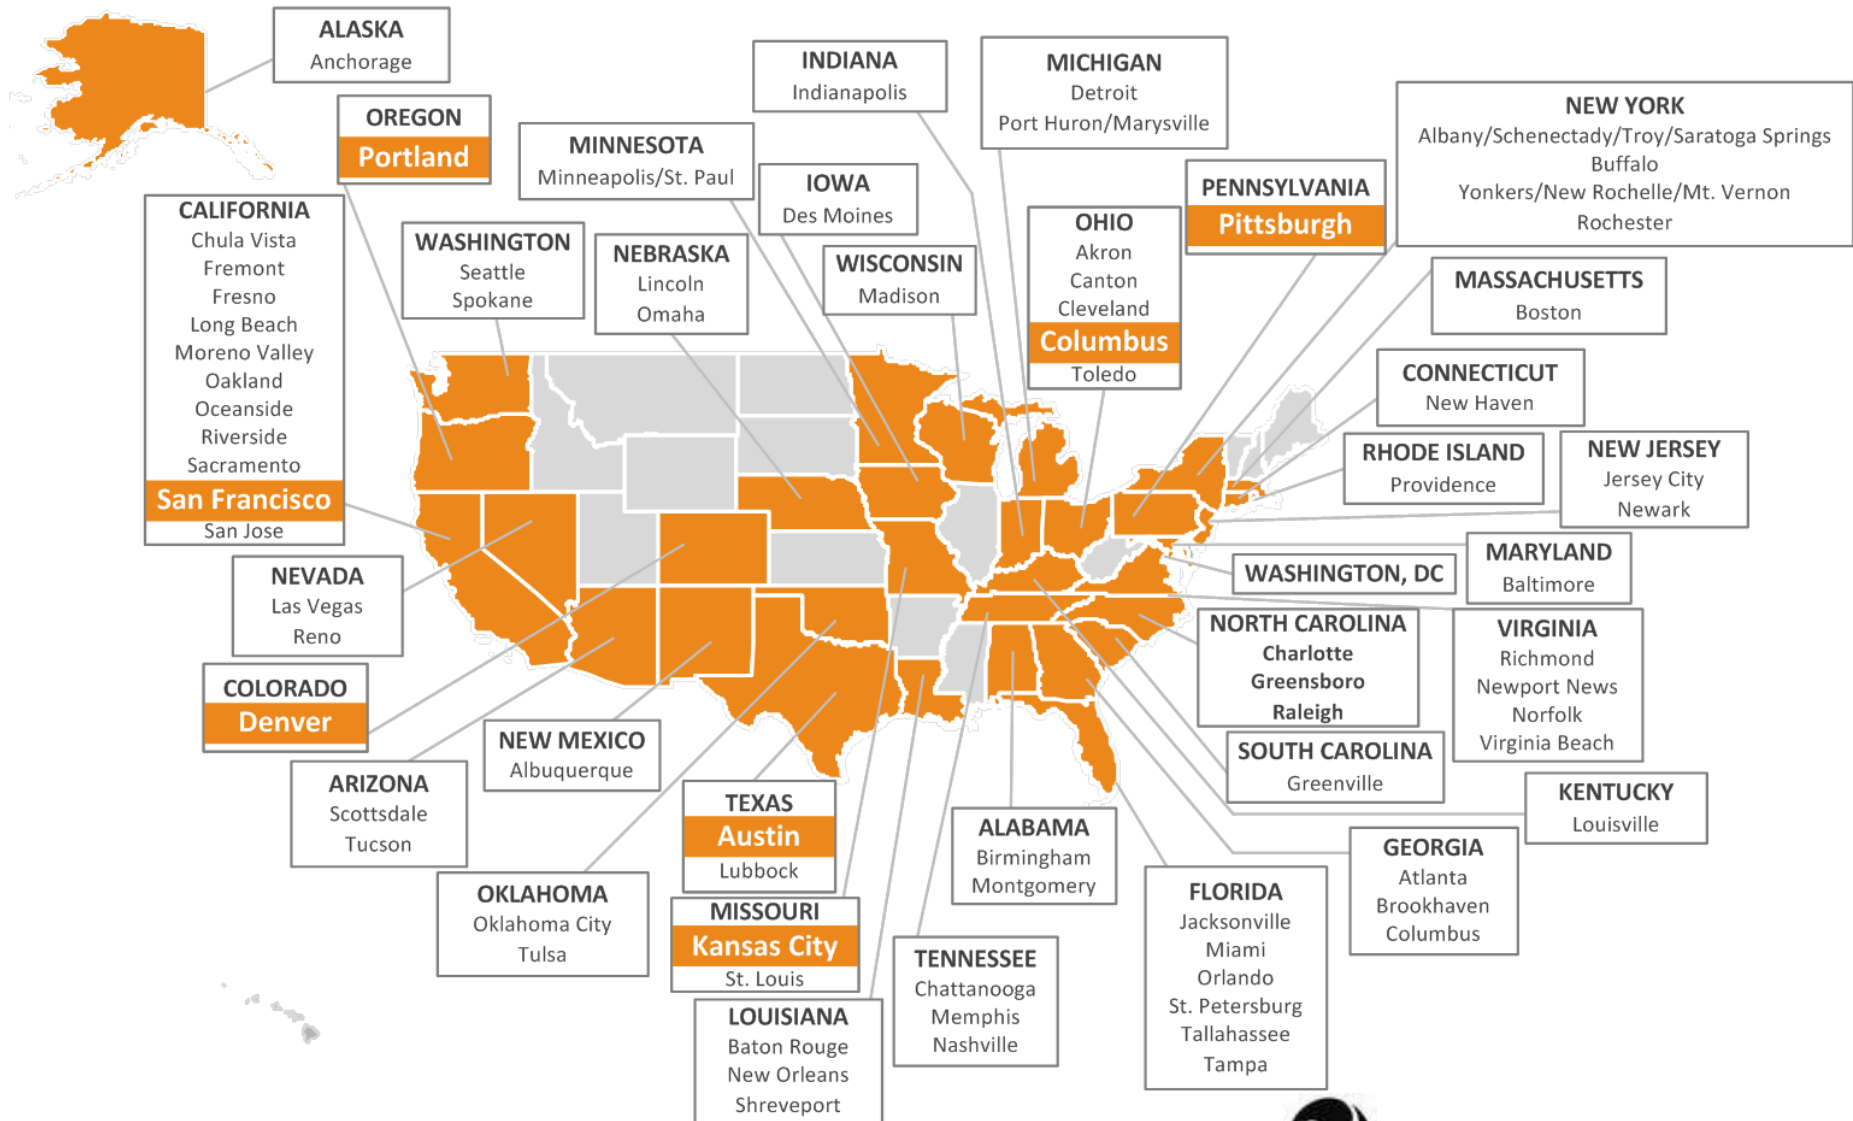 ALASKA
Anchorage
OREGON
Portland
CALIFORNIA
Chula Vista
Fremont
Fresno
Long Beach
Moreno Valley
Oakland
Oceanside
Riverside
Sacramento
San Francisco
San Jose
WASHINGTON
Seattle
Spokane
MINNESOTA
Minneapolis/St. Paul
NEBRASKA
Lincoln
Omaha
INDIANA
Indianapolis
IOWA
Des Moines
WISCONSIN
Madison
MICHIGAN
Detroit
Port Huron/Marysville
OHIO
Akron
Canton
Cleveland
Columbus
Toledo
PENNSYLVANIA
Pittsburgh
NEW YORK
Albany/Schenectady/Troy/Saratoga Springs
Buffalo
Yonkers/New Rochelle/Mt. Vernon
Rochester
MASSACHUSETTS
Boston
CONNECTICUT
New Haven
RHODE ISLAND
Providence
NEW JERSEY
Jersey City
Newark
MARYLAND
Baltimore
WASHINGTON, DC
NORTH CAROLINA
Charlotte
Greensboro
Raleigh
VIRGINIA
Richmond
Newport News
Norfolk
Virginia Beach
SOUTH CAROLINA
Greenville
KENTUCKY
Louisville
GEORGIA
Atlanta
Brookhaven
Columbus
NEVADA
Las Vegas
Reno
COLORADO
Denver
ARIZONA
Scottsdale
Tucson
NEW MEXICO
Albuquerque
OKLAHOMA
Oklahoma City
Tulsa
TEXAS
Austin
Lubbock
MISSOURI
Kansas City
St. Louis
LOUISIANA
Baton Rouge
New Orleans
Shreveport
TENNESSEE
Chattanooga
Memphis
Nashville
ALABAMA
Birmingham
Montgomery
FLORIDA
Jacksonville
Miami
Orlando
St. Petersburg
Tallahassee
Tampa